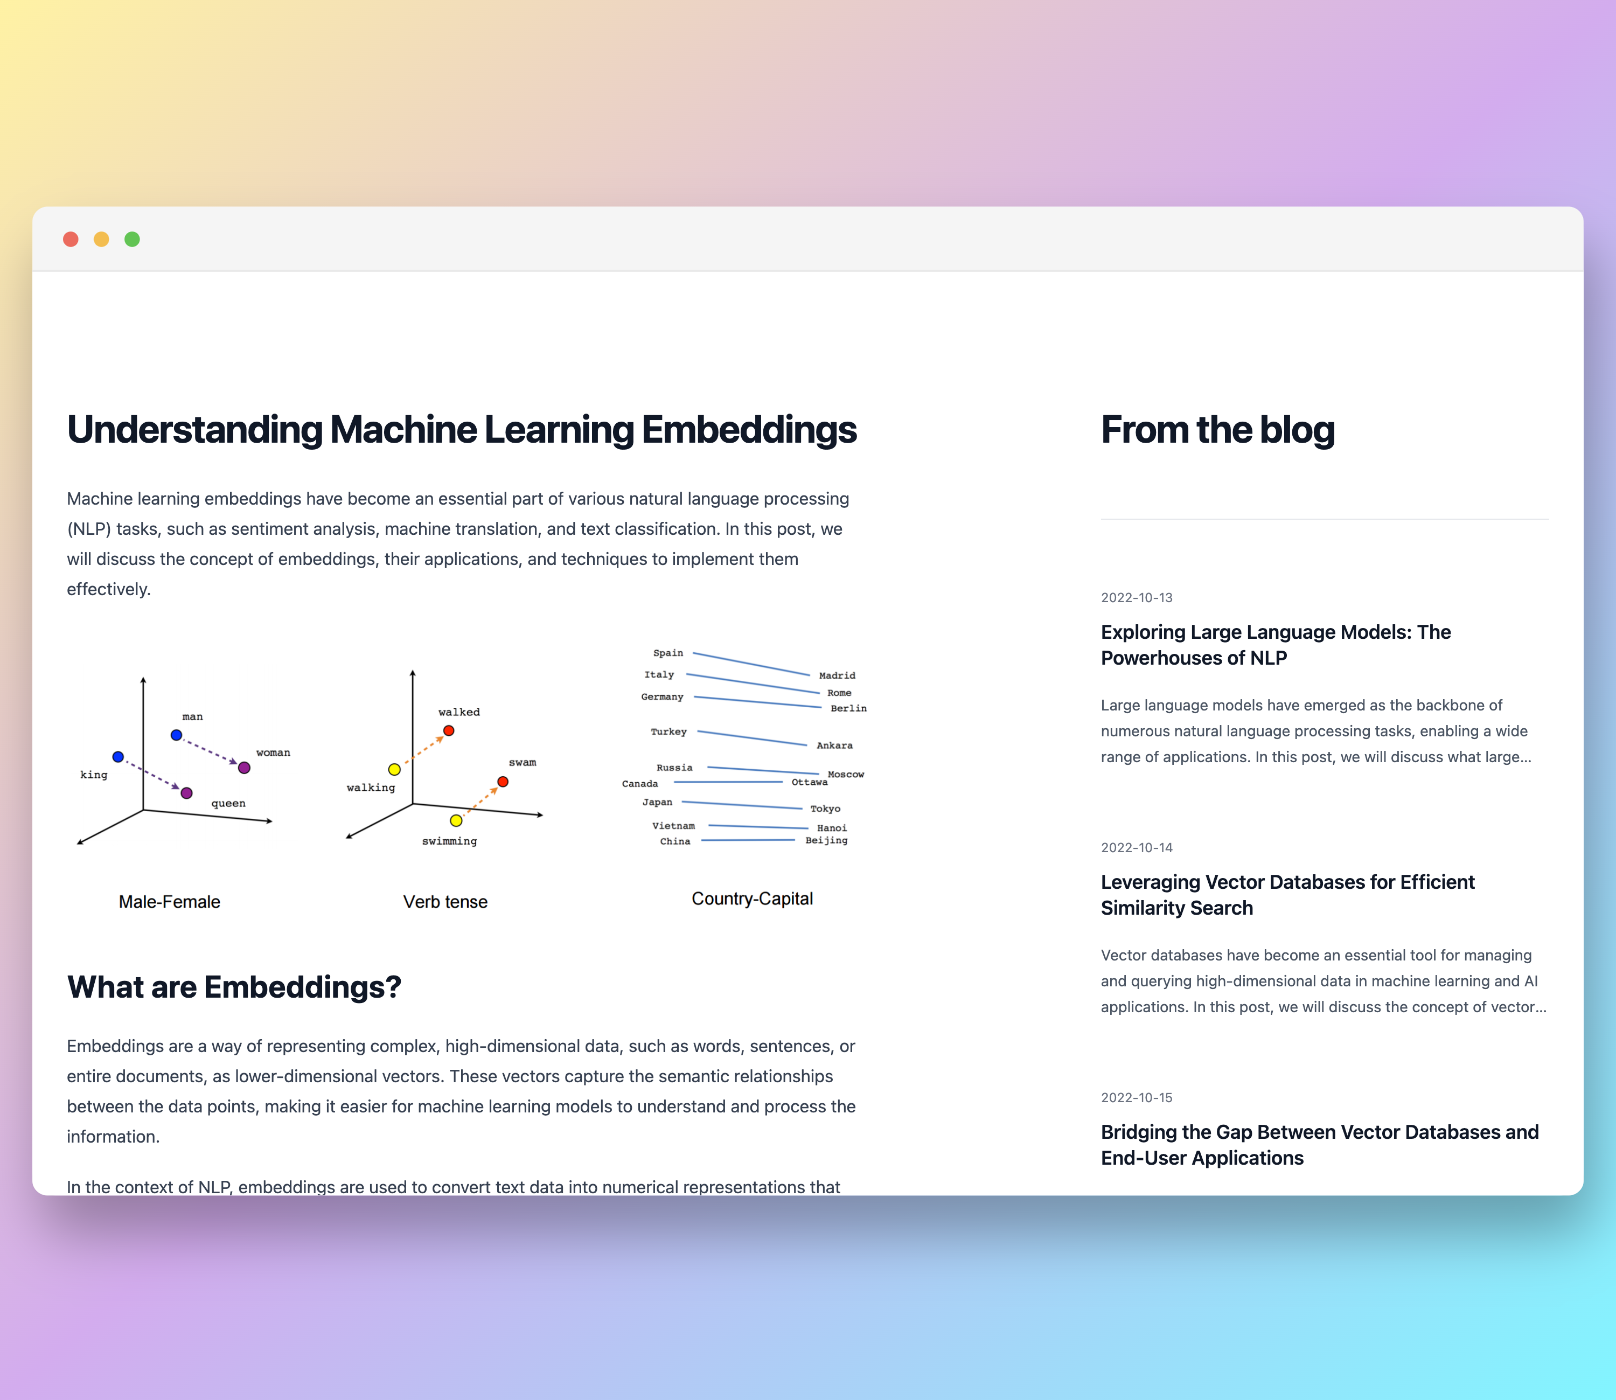 Understanding Machine Learning Embeddings
Machine learning embeddings have become an essential part of various natural language processing
(NLP) tasks, such as sentiment analysis, machine translation, and text classification. In this post, we
will discuss the concept of embeddings, their applications, and techniques to implement them
effectively.
man
woman
king
queen
Male-Female
walked
swam
walking
swimming
Verb tense
Spain
Madrid
Italy
Rome
Germany
Berlin
Turkey
Ankara
Russia
Moscow
Canada
Ottawa
Japan
Tokyo
Vietnam
Hanoi
China
Beijing
Country-Capital
What are Embeddings?
Embeddings are a way of representing complex, high-dimensional data, such as words, sentences, or
entire documents, as lower-dimensional vectors. These vectors capture the semantic relationships
between the data points, making it easier for machine learning models to understand and process the
information.
In the context of NLP, embeddings are used to convert text data into numerical representations that
From the blog
2022-10-13
Exploring Large Language Models: The
Powerhouses of NLP
Large language models have emerged as the backbone of
numerous natural language processing tasks, enabling a wide
range of applications. In this post, we will discuss what large...
2022-10-14
Leveraging Vector Databases for Efficient
Similarity Search
Vector databases have become an essential tool for managing
and querying high-dimensional data in machine learning and AI
applications. In this post, we will discuss the concept of vector...
2022-10-15
Bridging the Gap Between Vector Databases and
End-User Applications